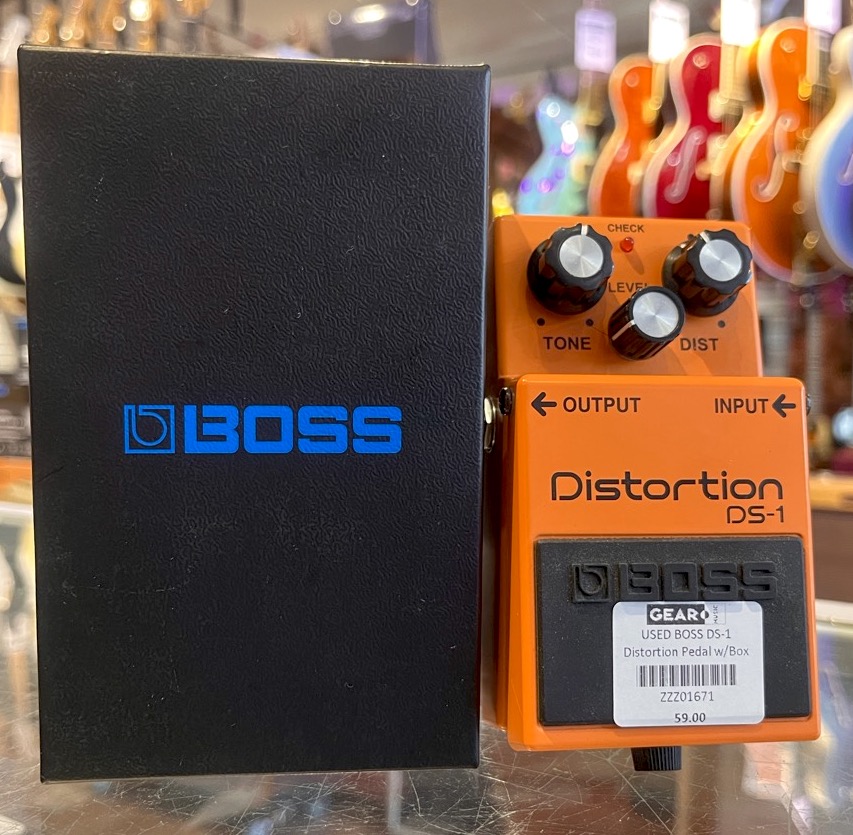 BOSS
CHECK
LEVEL
TONE
DIST
OUTPUT
INPUT
Distortion
DS-1
BOSS
GEAR
MUSIC
USED BOSS DS-1
Distortion Pedal w/Box
ZZZ01671
59.00